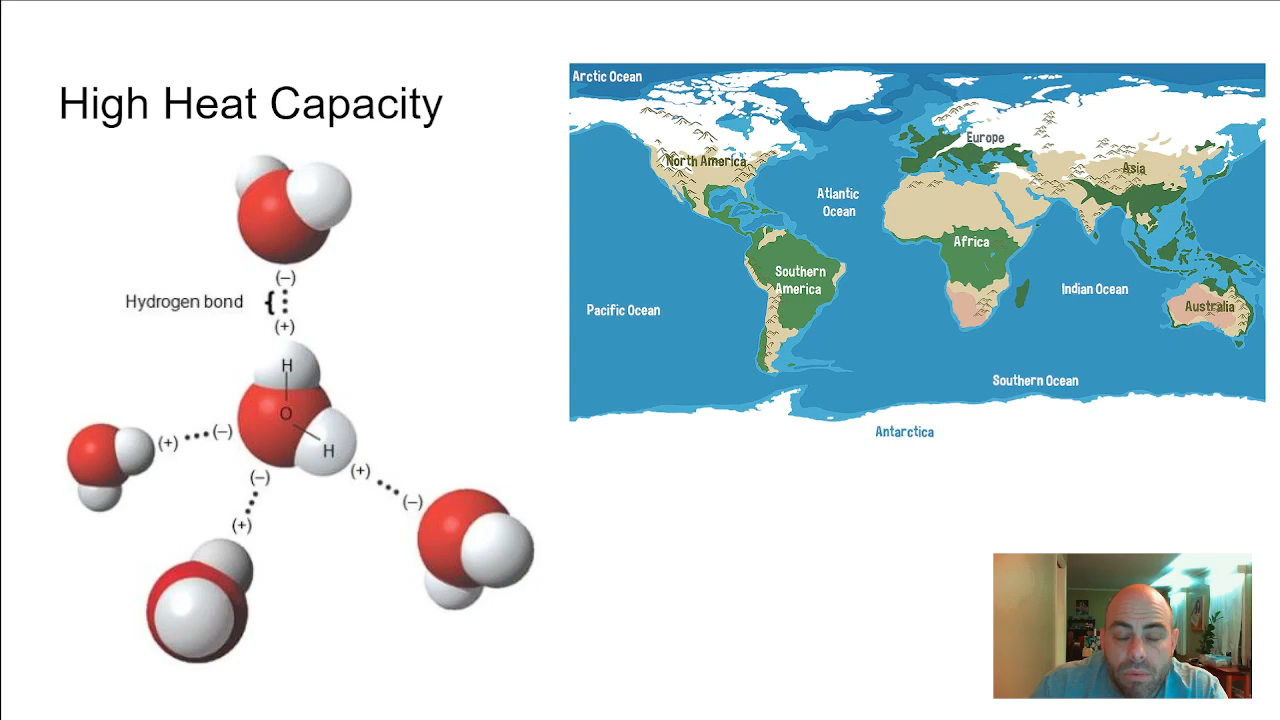 High Heat Capacity
(–)
Hydrogen bond {
(+)
H
O
H
(+)
(–)
(–)
(+)
(+)
(–)
Arctic Ocean
North America
Europe
Asia
Atlantic
Ocean
Africa
Southern
America
Pacific Ocean
Indian Ocean
Australia
Southern Ocean
Antarctica